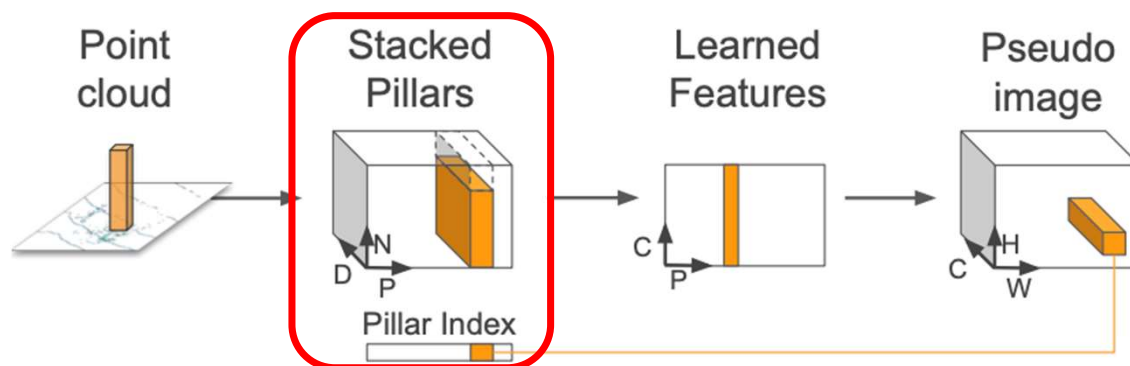 Point
cloud
Stacked
Pillars
Learned
Features
Pseudo
image
N
D
P
C
P
H
C
W
Pillar Index